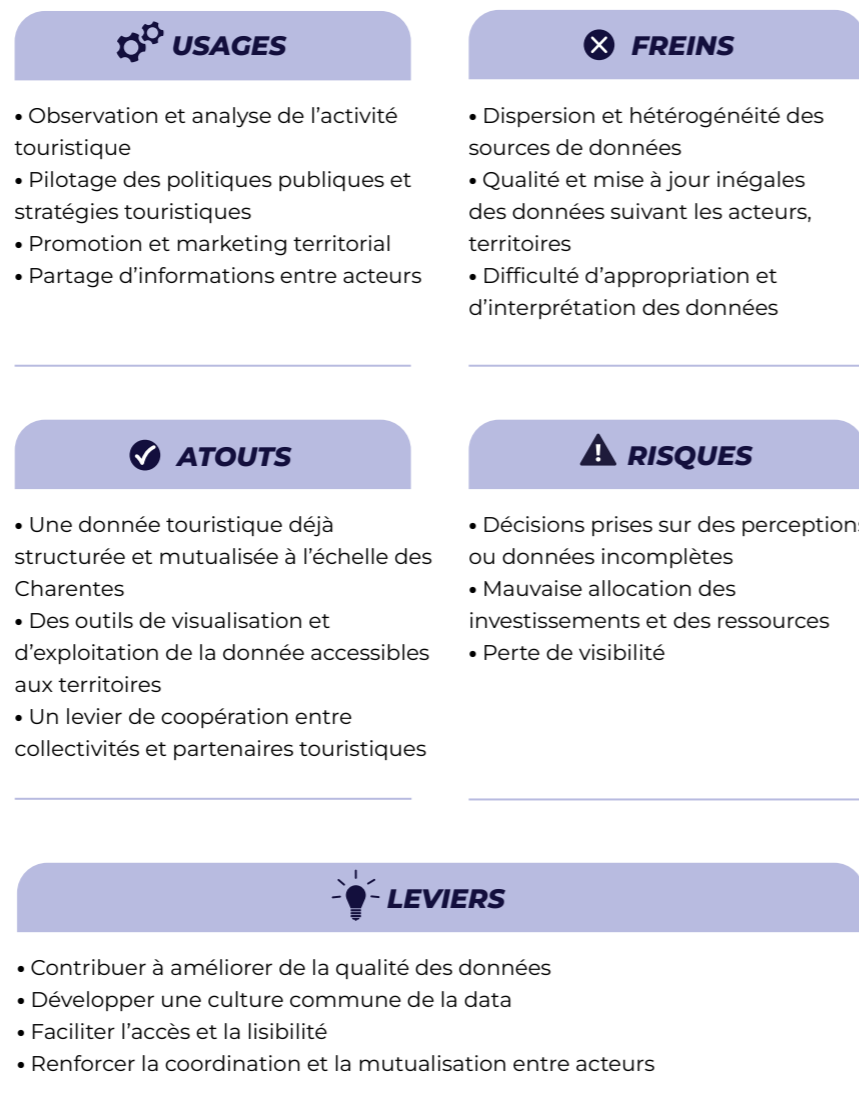 USAGES
• Observation et analyse de l’activité
touristique
• Pilotage des politiques publiques et
stratégies touristiques
• Promotion et marketing territorial
• Partage d’informations entre acteurs
FREINS
• Dispersion et hétérogénéité des
sources de données
• Qualité et mise à jour inégales
des données suivant les acteurs,
territoires
• Difficulté d’appropriation et
d’interprétation des données
ATOUTS
• Une donnée touristique déjà
structurée et mutualisée à l’échelle des
Charentes
• Des outils de visualisation et
d’exploitation de la donnée accessibles
aux territoires
• Un levier de coopération entre
collectivités et partenaires touristiques
RISQUES
• Décisions prises sur des perceptions
ou données incomplètes
• Mauvaise allocation des
investissements et des ressources
• Perte de visibilité
LEVIERS
• Contribuer à améliorer de la qualité des données
• Développer une culture commune de la data
• Faciliter l’accès et la lisibilité
• Renforcer la coordination et la mutualisation entre acteurs